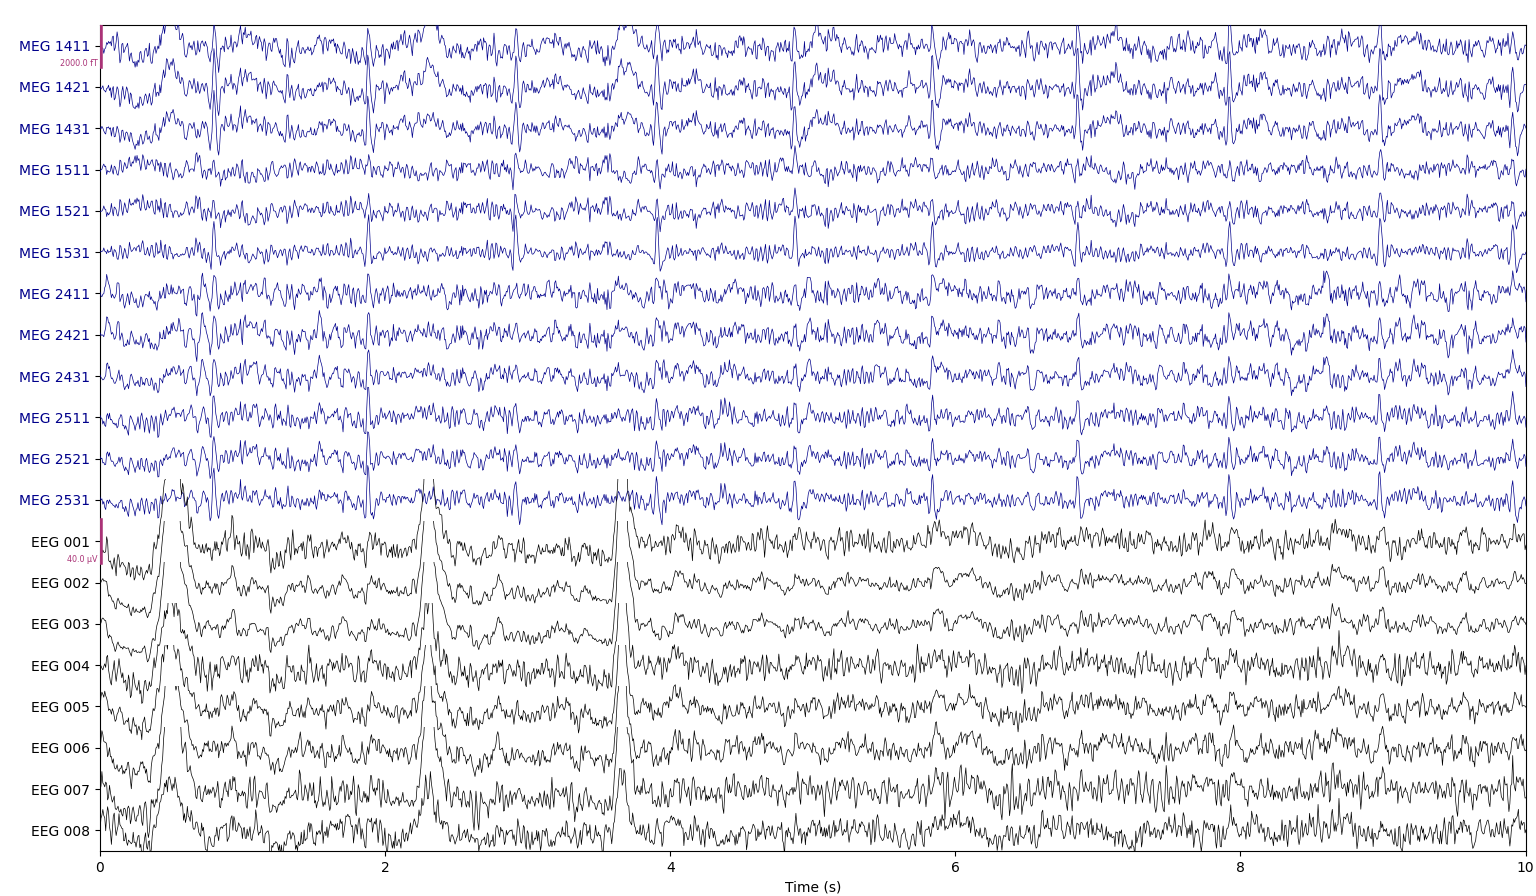 MEG 1411
2000.0 fT
MEG 1421
MEG 1431
MEG 1511
MEG 1521
MEG 1531
MEG 2411
MEG 2421
MEG 2431
MEG 2511
MEG 2521
MEG 2531
EEG 001
40.0 µV
EEG 002
EEG 003
EEG 004
EEG 005
EEG 006
EEG 007
EEG 008
0 2 4 6 8 10
Time (s)